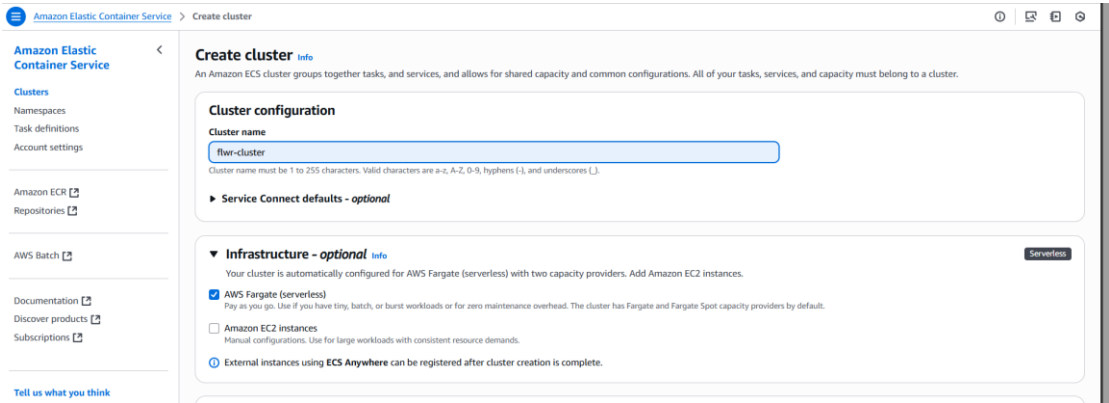 Amazon Elastic Container Service > Create cluster
Amazon Elastic
Container Service
Clusters
Namespaces
Task definitions
Account settings
Amazon ECR
Repositories
AWS Batch
Documentation
Discover products
Subscriptions
Tell us what you think
Create cluster Info
An Amazon ECS cluster groups together tasks, and services, and allows for shared capacity and common configurations. All of your tasks, services, and capacity must belong to a cluster.
Cluster configuration
Cluster name
flwr-cluster
Cluster name must be 1 to 255 characters. Valid characters are a-z, A-Z, 0-9, hyphens (-), and underscores (_).
Service Connect defaults - optional
Infrastructure - optional Info
Serverless
Your cluster is automatically configured for AWS Fargate (serverless) with two capacity providers. Add Amazon EC2 instances.
AWS Fargate (serverless)
Pay as you go. Use if you have tiny, batch, or burst workloads or for zero maintenance overhead. The cluster has Fargate and Fargate Spot capacity providers by default.
Amazon EC2 instances
Manual configurations. Use for large workloads with consistent resource demands.
External instances using ECS Anywhere can be registered after cluster creation is complete.